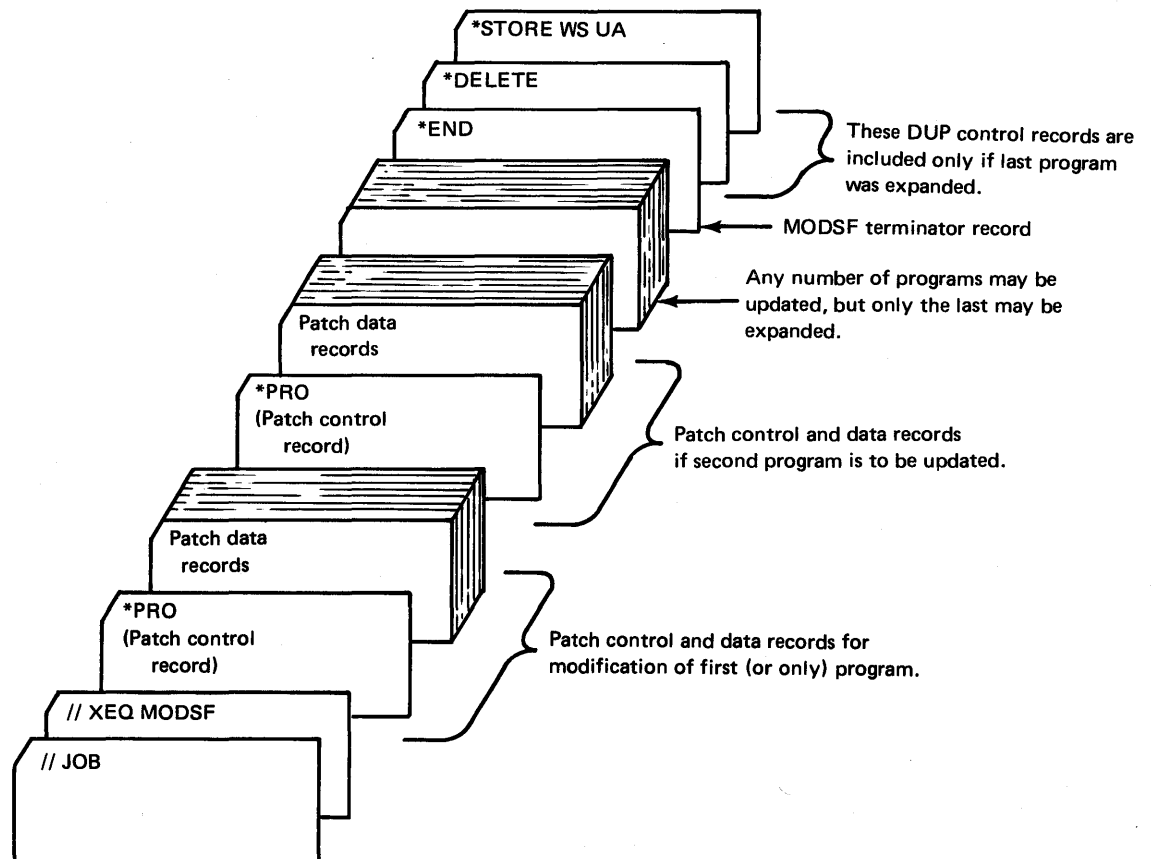 *STORE WS UA
*DELETE
*END
These DUP control records are
included only if last program
was expanded.
MODSF terminator record
Any number of programs may be
updated, but only the last may be
expanded.
Patch data
records
*PRO
(Patch control
record)
Patch control and data records
if second program is to be updated.
Patch data
records
*PRO
(Patch control
record)
Patch control and data records for
modification of first (or only) program.
// XEQ MODSF
// JOB